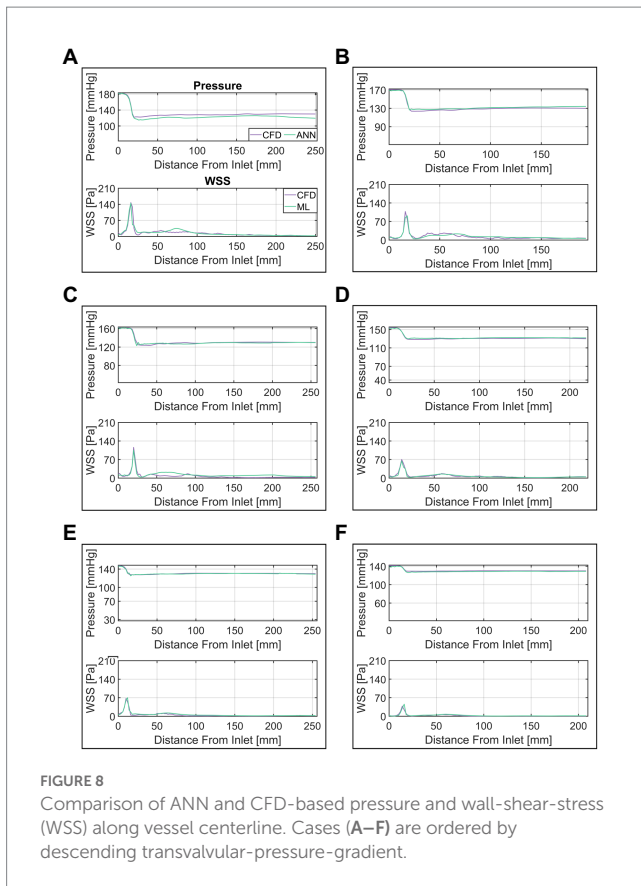 A
Pressure
Pressure [mmHg]
180
140
100
CFD ANN
0 50 100 150 200 250
Distance From Inlet [mm]
WSS
WSS [Pa]
210
140
70
0
CFD
ML
0 50 100 150 200 250
Distance From Inlet [mm]
B
Pressure [mmHg]
170
130
90
50 100 150
Distance From Inlet [mm]
WSS [Pa]
210
140
70
0
50 100 150
Distance From Inlet [mm]
C
Pressure [mmHg]
160
120
80
0 50 100 150 200 250
Distance From Inlet [mm]
WSS [Pa]
210
140
70
0
0 50 100 150 200 250
Distance From Inlet [mm]
D
Pressure [mmHg]
150
110
40
0 50 100 150 200
Distance From Inlet [mm]
WSS [Pa]
210
140
70
0
0 50 100 150 200
Distance From Inlet [mm]
E
Pressure [mmHg]
140
100
30
0 50 100 150 200 250
Distance From Inlet [mm]
WSS [Pa]
210
140
70
0
0 50 100 150 200 250
Distance From Inlet [mm]
F
Pressure [mmHg]
140
100
60
0 50 100 150 200
Distance From Inlet [mm]
WSS [Pa]
210
140
70
0
0 50 100 150 200
Distance From Inlet [mm]
FIGURE 8
Comparison of ANN and CFD-based pressure and wall-shear-stress
(WSS) along vessel centerline. Cases (A–F) are ordered by
descending transvalvular-pressure-gradient.